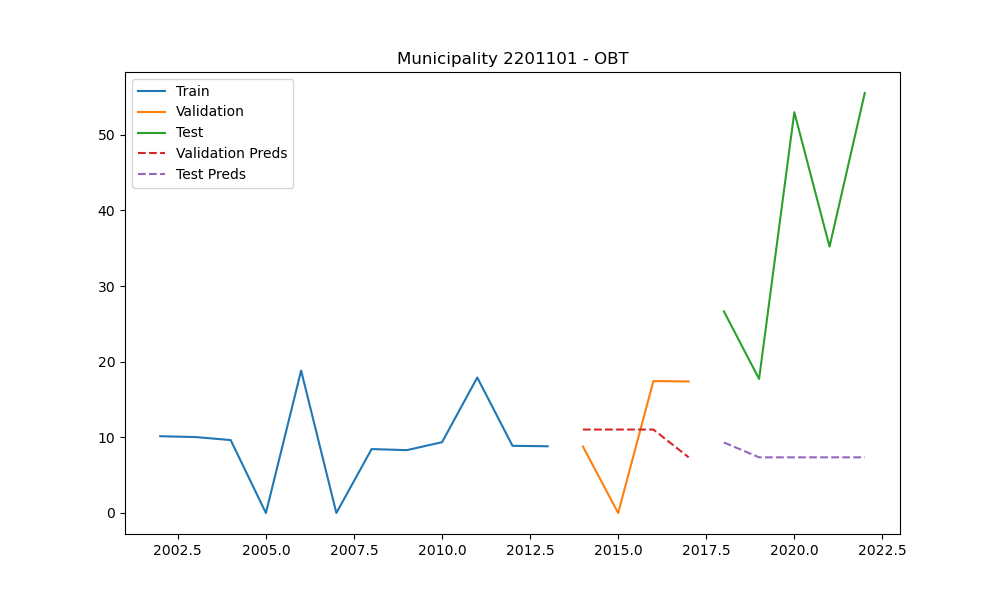 Municipality 2201101 - OBT
Train
Validation
Test
Validation Preds
Test Preds
50
40
30
20
10
0
2002.5 2005.0 2007.5 2010.0 2012.5 2015.0 2017.5 2020.0 2022.5